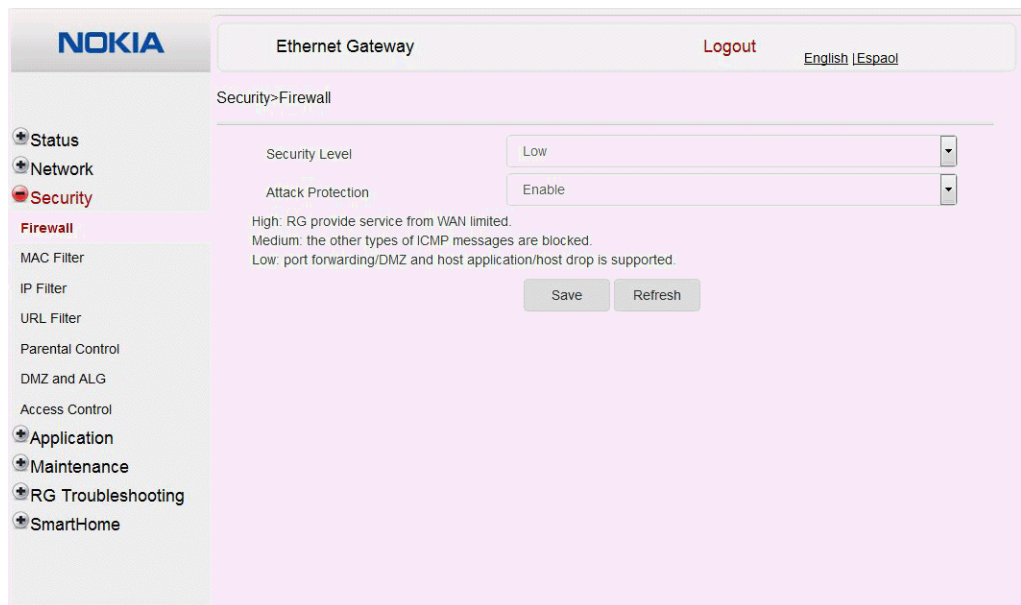 NOKIA
Ethernet Gateway
Logout
English |Espaol
Security>Firewall
Status
Network
Security
Firewall
MAC Filter
IP Filter
URL Filter
Parental Control
DMZ and ALG
Access Control
Application
Maintenance
RG Troubleshooting
SmartHome
Security Level
Low
Attack Protection
Enable
High: RG provide service from WAN limited.
Medium: the other types of ICMP messages are blocked.
Low: port forwarding/DMZ and host application/host drop is supported.
Save
Refresh